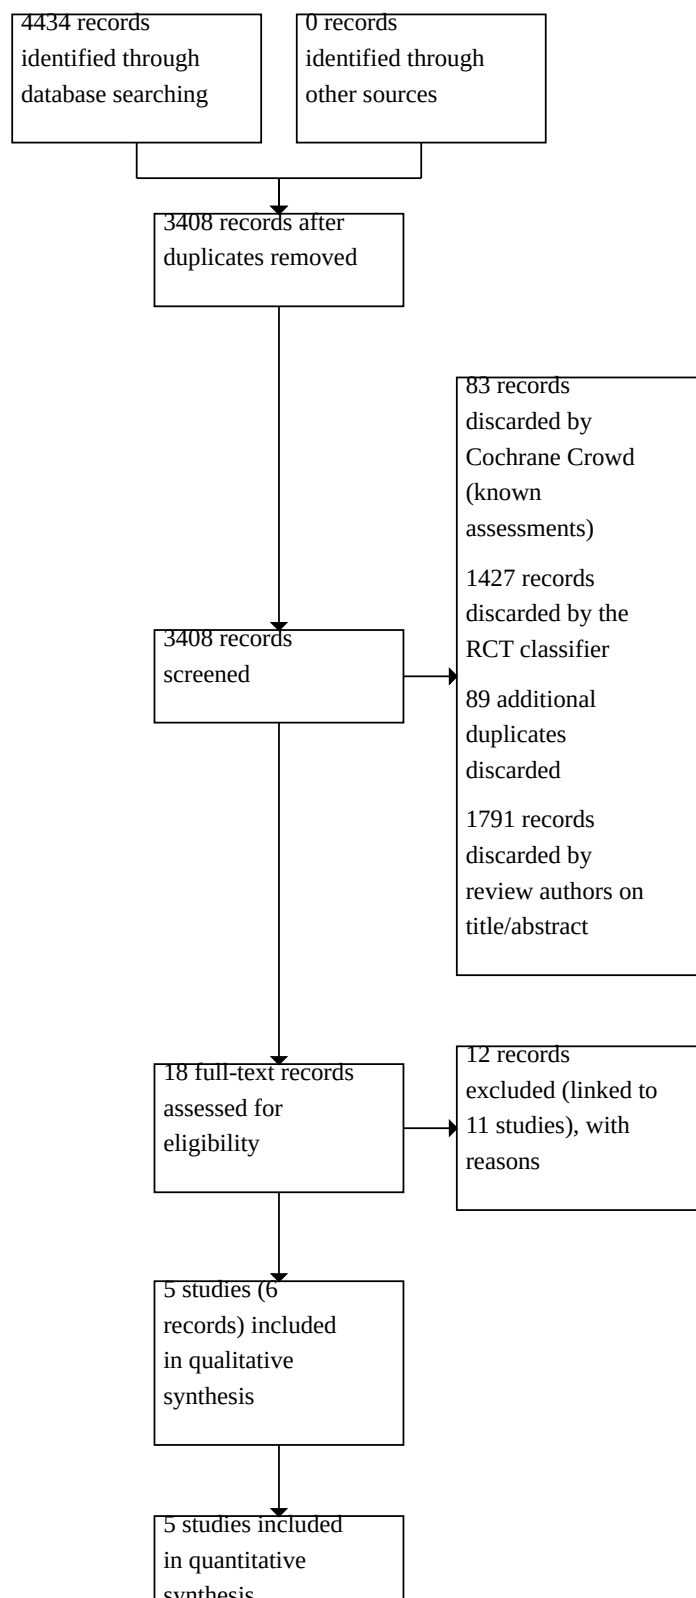 4434 records
identified through
database searching
0 records
identified through
other sources
3408 records after
duplicates removed
83 records
discarded by
Cochrane Crowd
(known
assessments)
1427 records
discarded by the
RCT classifier
89 additional
duplicates
discarded
1791 records
discarded by
review authors on
title/abstract
3408 records
screened
18 full-text records
assessed for
eligibility
12 records
excluded (linked to
11 studies), with
reasons
5 studies (6
records) included
in qualitative
synthesis
5 studies included
in quantitative
synthesis